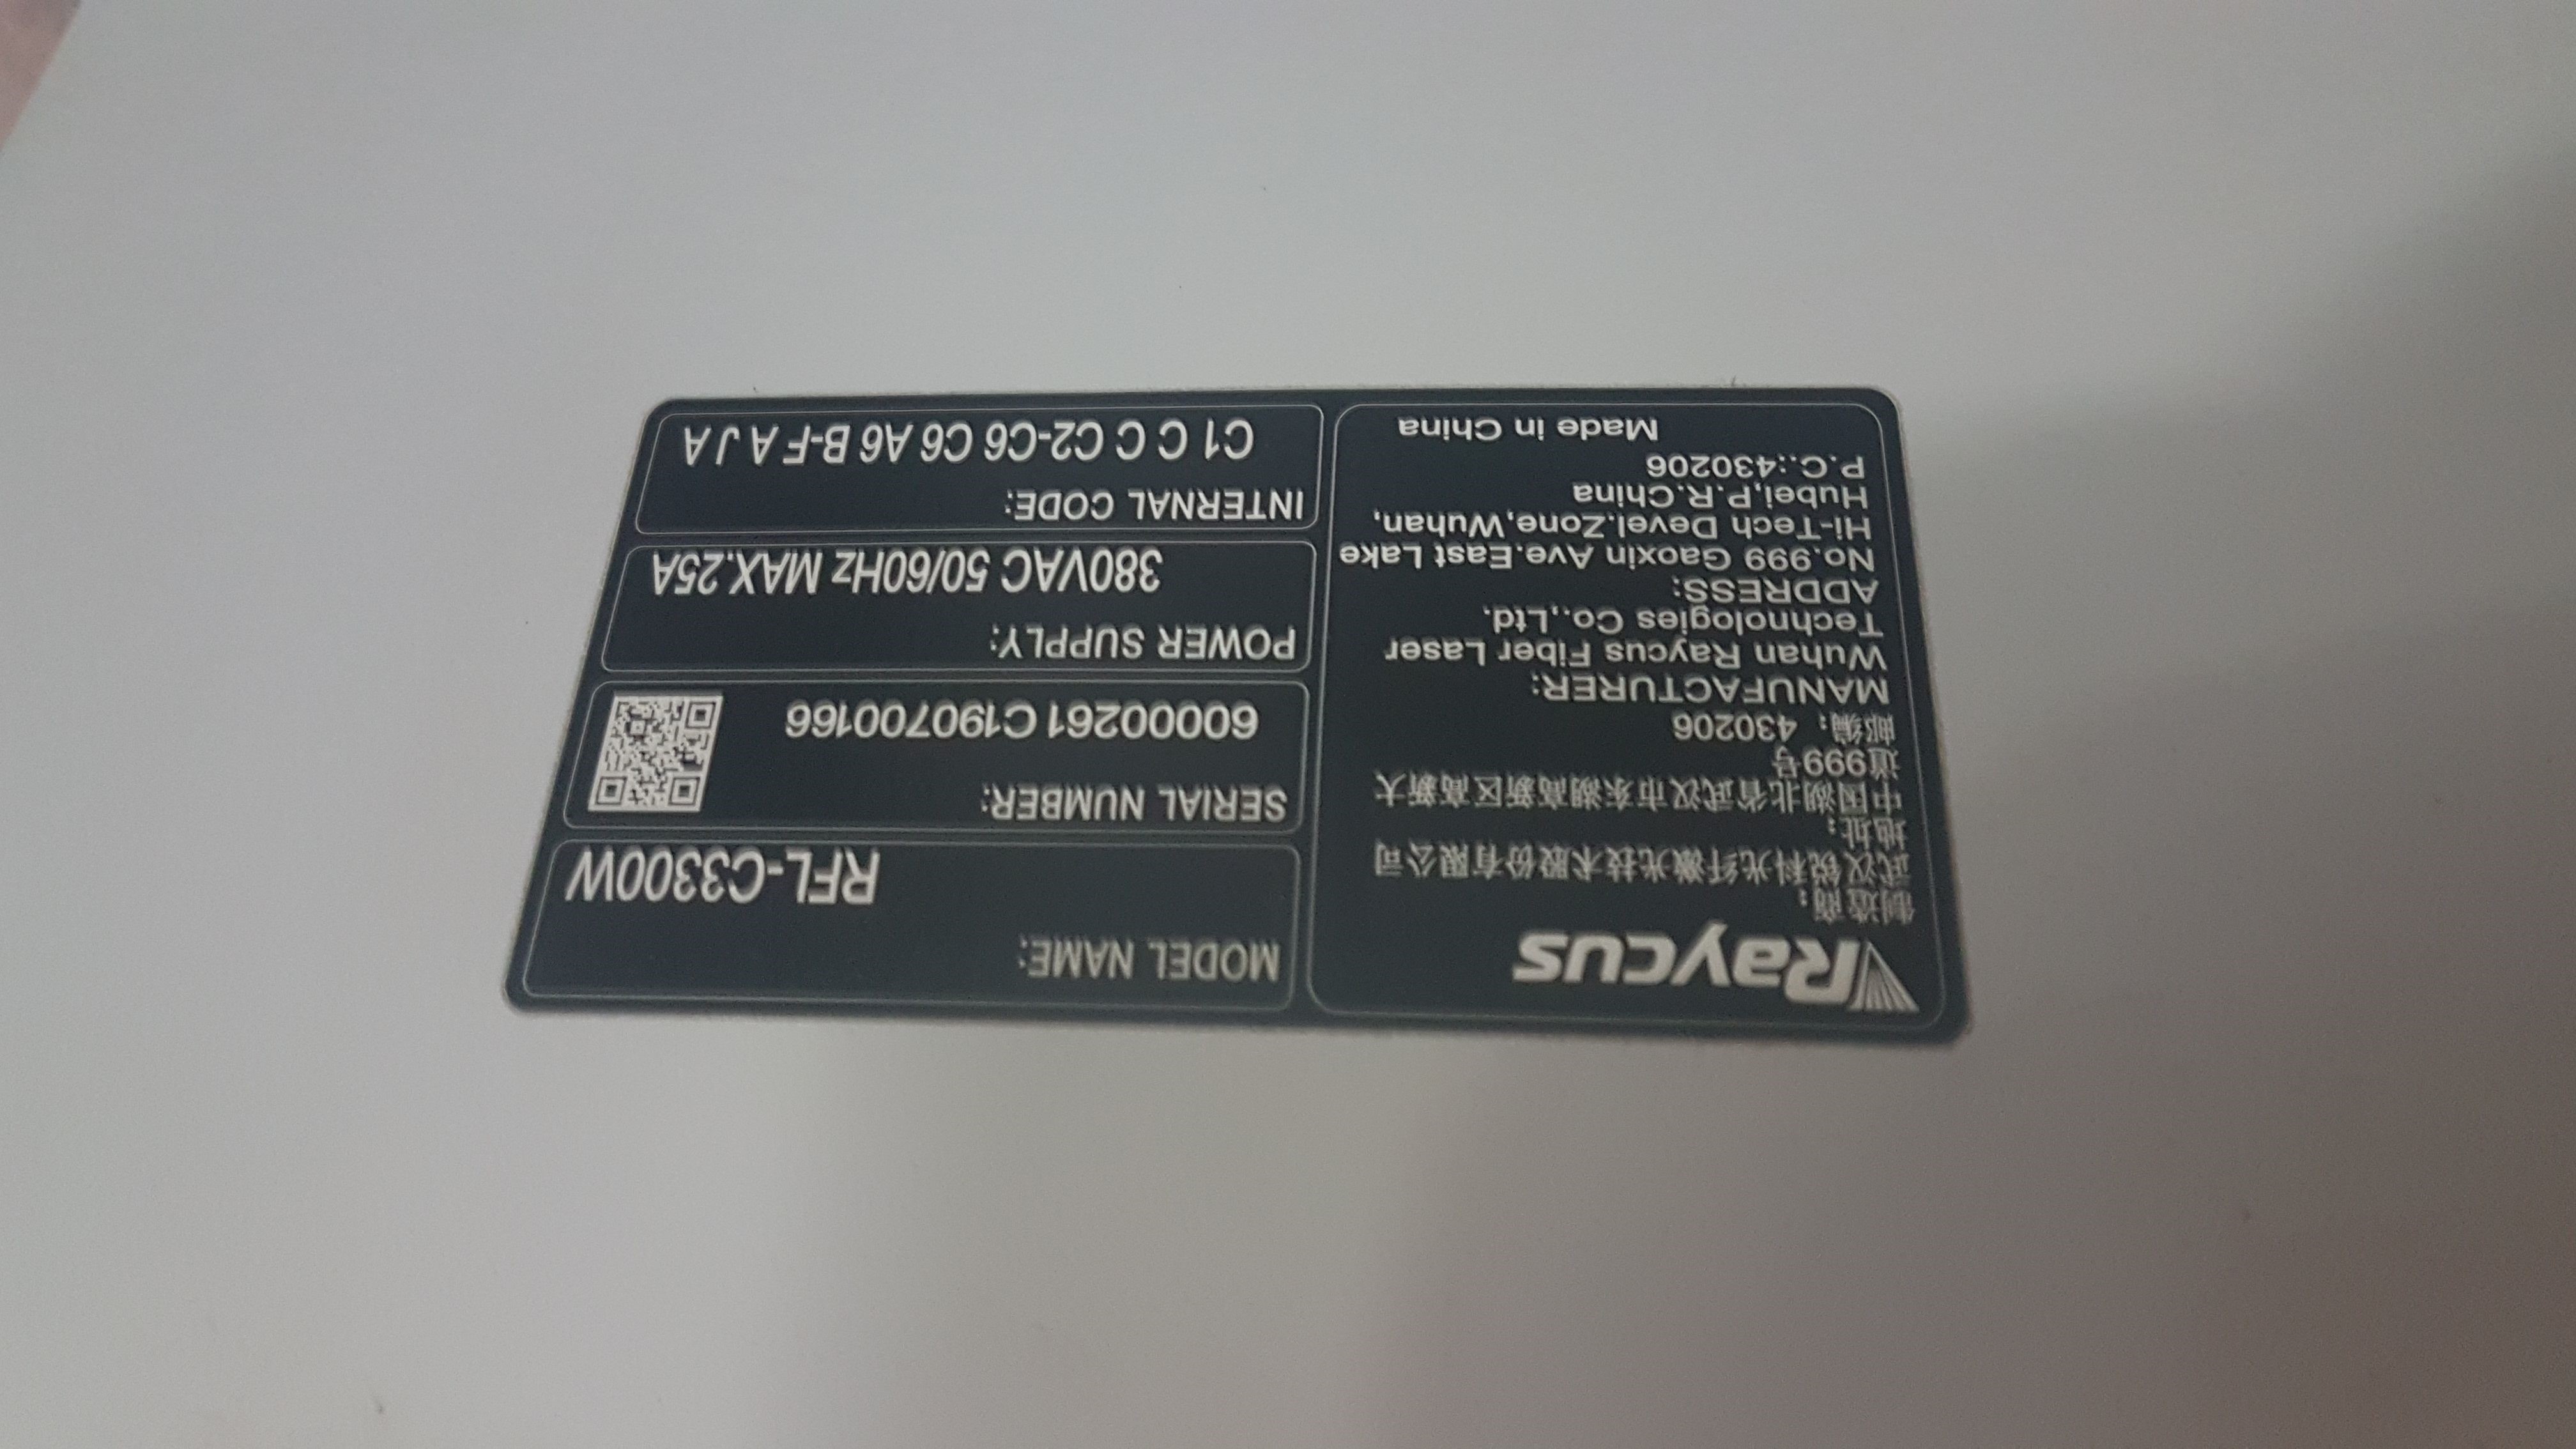 Raycus
制造商：
武汉锐科光纤激光技术股份有限公司
地址：
中国湖北省武汉市东湖高新区高新大
道999号
邮编：430206
MANUFACTURER:
Wuhan Raycus Fiber Laser
Technologies Co.,Ltd.
ADDRESS:
No.999 Gaoxin Ave.East Lake
Hi-Tech Devel.Zone,Wuhan,
Hubei,P.R.China
P.C.:430206
Made in China
MODEL NAME:
RFL-C3300W
SERIAL NUMBER:
60000261C190700166
POWER SUPPLY:
380VAC 50/60Hz MAX.25A
INTERNAL CODE:
C1 C C C2-C6 C6 A6 B-F A J A